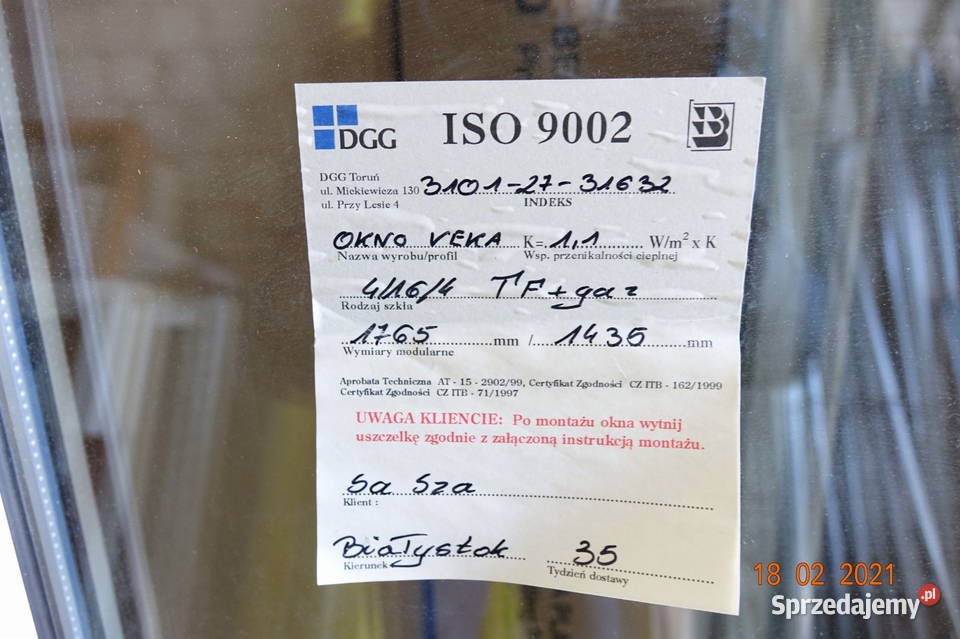 DGG ISO 9002 B
DGG Toruń
ul. Mickiewicza 130 3101-27-31632
ul. Przy Lesie 4 INDEKS
OKNO VEKA K= 1,1 W/m² x K
Nazwa wyrobu/profil Wsp. przenikalności cieplnej
4/16/4 TF+gaz
Rodzaj szkła
1765 mm / 1435 mm
Wymiary modularne
Aprobata Techniczna AT - 15 - 2902/99, Certyfikat Zgodności CZ ITB - 162/1999
Certyfikat Zgodności CZ ITB - 71/1997
UWAGA KLIENCIE: Po montażu okna wytnij
uszczelkę zgodnie z załączoną instrukcją montażu.
Sa Sza
Klient :
Białystok 35
Kierunek Tydzień dostawy
18 02 2021
Sprzedajemy.pl